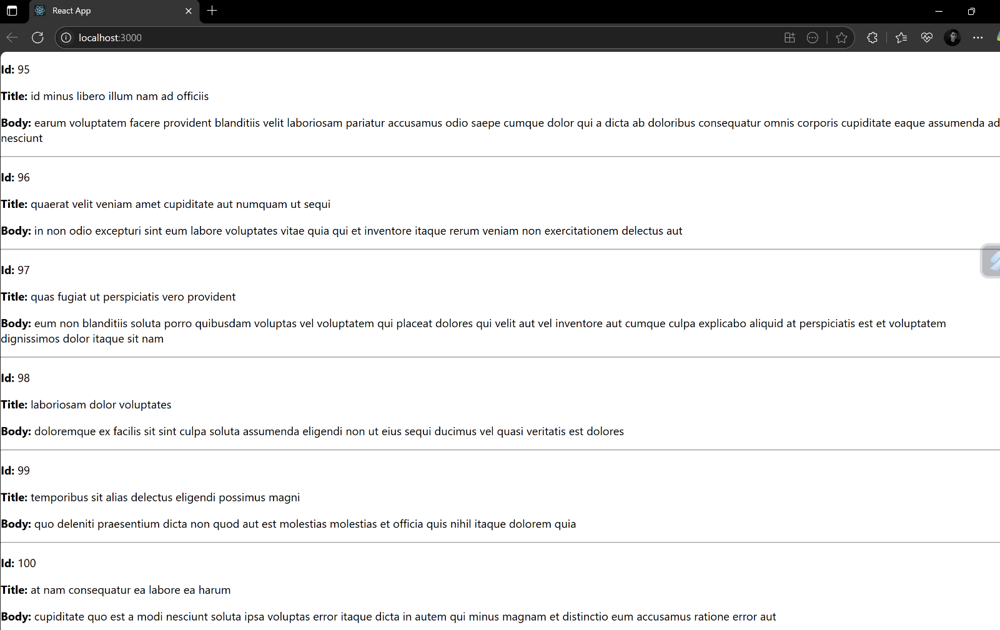 React App
localhost:3000
Id: 95
Title: id minus libero illum nam ad officiis
Body: earum voluptatem facere provident blanditiis velit laboriosam pariatur accusamus odio saepe cumque dolor qui a dicta ab doloribus consequatur omnis corporis cupiditate eaque assumenda ad
nesciunt
Id: 96
Title: quaerat velit veniam amet cupiditate aut numquam ut sequi
Body: in non odio excepturi sint eum labore voluptates vitae quia qui et inventore itaque rerum veniam non exercitationem delectus aut
Id: 97
Title: quas fugiat ut perspiciatis vero provident
Body: eum non blanditiis soluta porro quibusdam voluptas vel voluptatem qui placeat dolores qui velit aut vel inventore aut cumque culpa explicabo aliquid at perspiciatis est et voluptatem
dignissimos dolor itaque sit nam
Id: 98
Title: laboriosam dolor voluptates
Body: doloremque ex facilis sit sint culpa soluta assumenda eligendi non ut eius sequi ducimus vel quasi veritatis est dolores
Id: 99
Title: temporibus sit alias delectus eligendi possimus magni
Body: quo deleniti praesentium dicta non quod aut est molestias molestias et officia quis nihil itaque dolorem quia
Id: 100
Title: at nam consequatur ea labore ea harum
Body: cupiditate quo est a modi nesciunt soluta ipsa voluptas error itaque dicta in autem qui minus magnam et distinctio eum accusamus ratione error aut